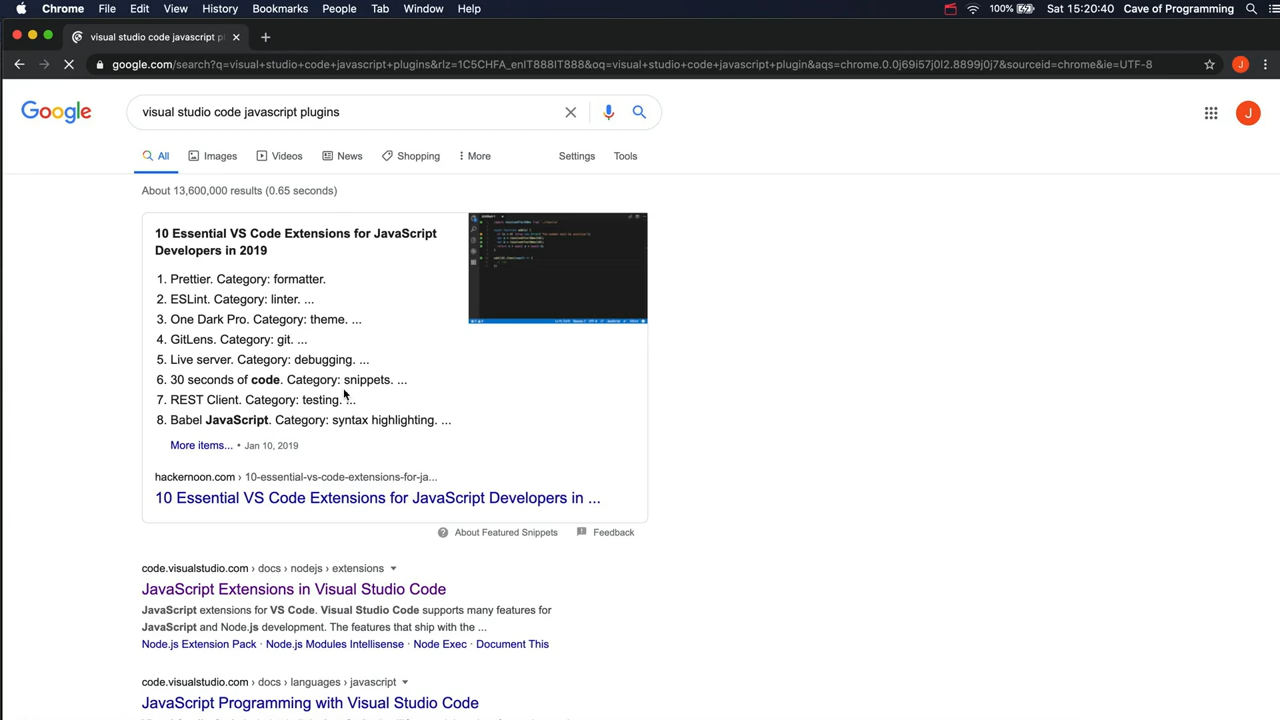 Chrome File Edit View History Bookmarks People Tab Window Help 100% Sat 15:20:40 Cave of Programming
visual studio code javascript p
google.com/search?q=visual+studio+code+javascript+plugins&rlz=1C5CHFA_enIT888IT888&oq=visual+studio+code+javascript+plugin&aqs=chrome.0.0j69i57j0l2.8899j0j7&sourceid=chrome&ie=UTF-8 J
Google visual studio code javascript plugins J
All Images Videos News Shopping More Settings Tools
About 13,600,000 results (0.65 seconds)
10 Essential VS Code Extensions for JavaScript
Developers in 2019
1. Prettier. Category: formatter.
2. ESLint. Category: linter. ...
3. One Dark Pro. Category: theme. ...
4. GitLens. Category: git. ...
5. Live server. Category: debugging. ...
6. 30 seconds of code. Category: snippets. ...
7. REST Client. Category: testing. ...
8. Babel JavaScript. Category: syntax highlighting. ...
More items... • Jan 10, 2019
hackernoon.com › 10-essential-vs-code-extensions-for-ja...
10 Essential VS Code Extensions for JavaScript Developers in ...
About Featured Snippets Feedback
code.visualstudio.com › docs › nodejs › extensions
JavaScript Extensions in Visual Studio Code
JavaScript extensions for VS Code. Visual Studio Code supports many features for
JavaScript and Node.js development. The features that ship with the ...
Node.js Extension Pack · Node.js Modules Intellisense · Node Exec · Document This
code.visualstudio.com › docs › languages › javascript
JavaScript Programming with Visual Studio Code